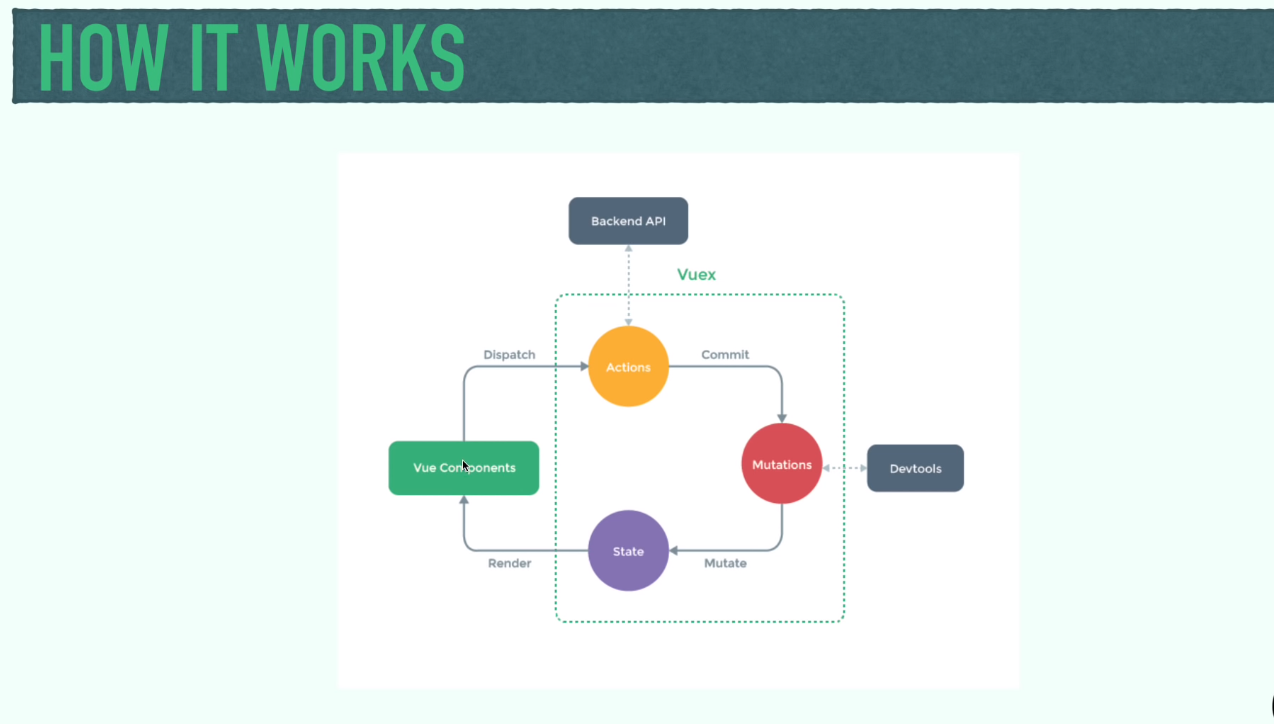 HOW IT WORKS
Backend API
Vuex
Dispatch
Actions
Commit
Vue Components
Mutations
Devtools
State
Render
Mutate